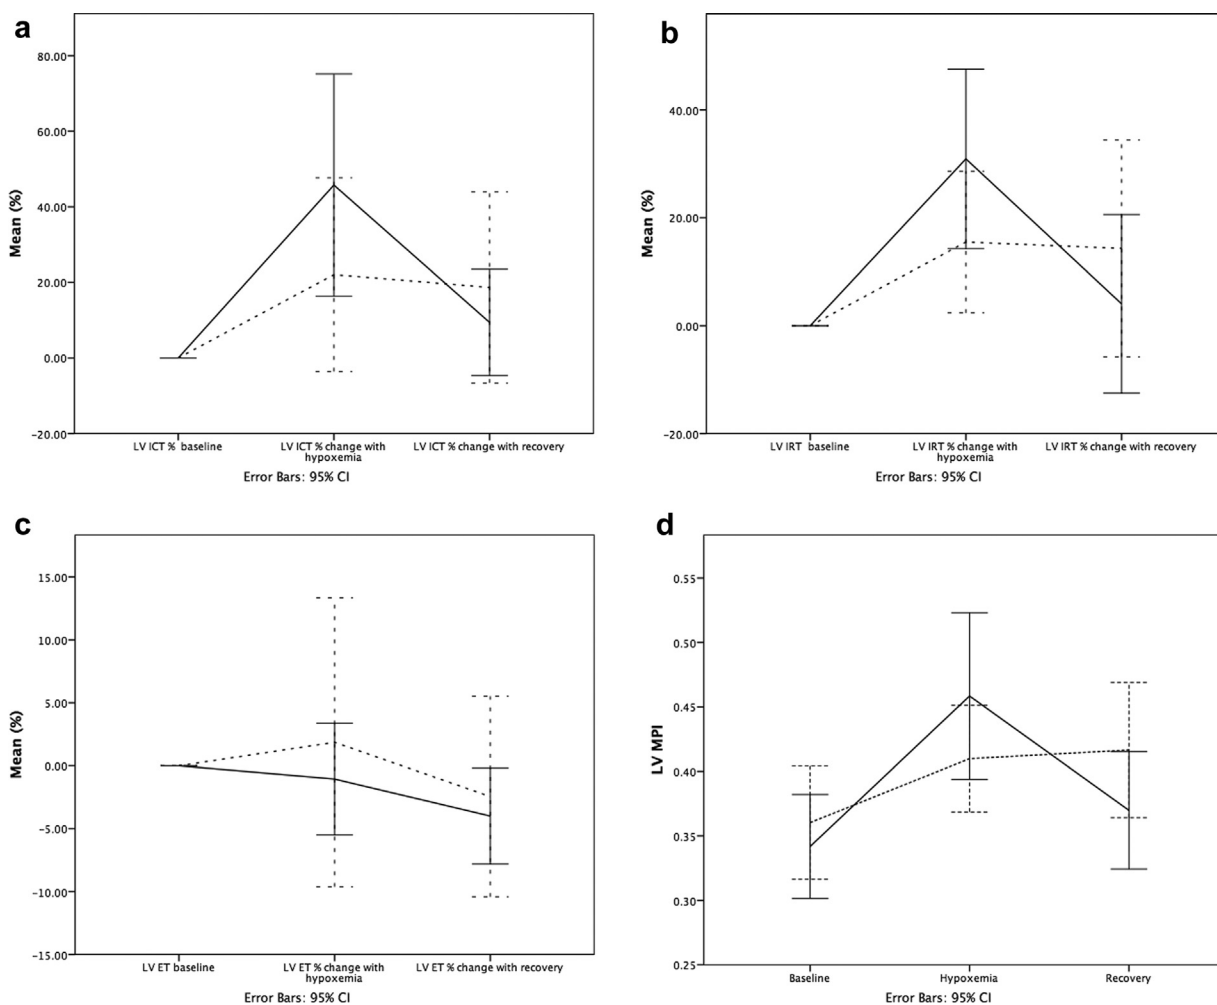 a
80.00
60.00
40.00
20.00
0.00
-20.00
Mean (%)
LV ICT % baseline
LV ICT % change with hypoxemia
LV ICT % change with recovery
Error Bars: 95% CI
b
40.00
20.00
0.00
-20.00
Mean (%)
LV IRT baseline
LV IRT % change with hypoxemia
LV IRT % change with recovery
Error Bars: 95% CI
c
15.00
10.00
5.00
0.00
-5.00
-10.00
-15.00
Mean (%)
LV ET baseline
LV ET % change with hypoxemia
LV ET % change with recovery
Error Bars: 95% CI
d
0.55
0.50
0.45
0.40
0.35
0.30
0.25
LV MPI
Baseline
Hypoxemia
Recovery
Error Bars: 95% CI